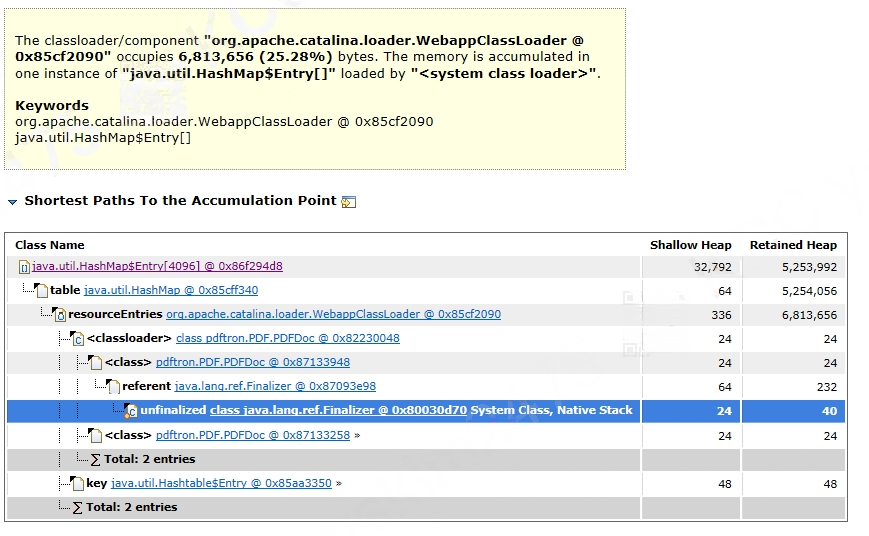 The classloader/component "org.apache.catalina.loader.WebappClassLoader @
0x85cf2090" occupies 6,813,656 (25.28%) bytes. The memory is accumulated in
one instance of "java.util.HashMap$Entry[]" loaded by "<system class loader>".
Keywords
org.apache.catalina.loader.WebappClassLoader @ 0x85cf2090
java.util.HashMap$Entry[]
Shortest Paths To the Accumulation Point
Class Name Shallow Heap Retained Heap
java.util.HashMap$Entry[4096] @ 0x86f294d8 32,792 5,253,992
table java.util.HashMap @ 0x85cff340 64 5,254,056
resourceEntries org.apache.catalina.loader.WebappClassLoader @ 0x85cf2090 336 6,813,656
<classloader> class pdftron.PDF.PDFDoc @ 0x82230048 24 24
<class> pdftron.PDF.PDFDoc @ 0x87133948 24 24
referent java.lang.ref.Finalizer @ 0x87093e98 64 232
unfinalized class java.lang.ref.Finalizer @ 0x80030d70 System Class, Native Stack 24 40
<class> pdftron.PDF.PDFDoc @ 0x87133258 » 24 24
∑ Total: 2 entries
key java.util.Hashtable$Entry @ 0x85aa3350 » 48 48
∑ Total: 2 entries